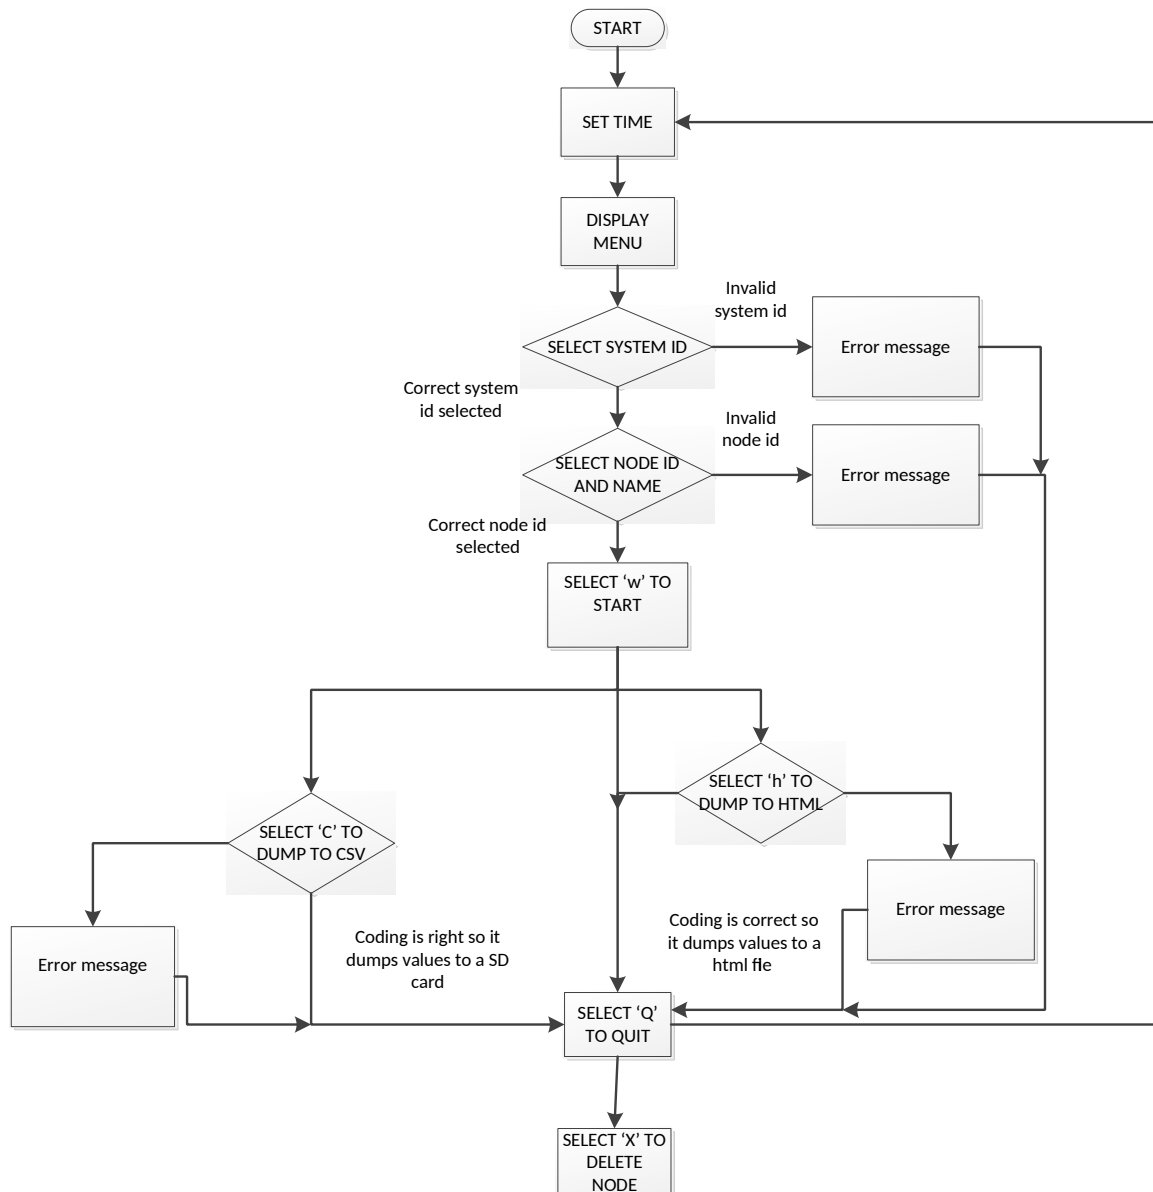 START
SET TIME
DISPLAY
MENU
Invalid
system id
SELECT SYSTEM ID
Error message
Correct system
id selected
Invalid
node id
SELECT NODE ID
AND NAME
Error message
Correct node id
selected
SELECT ‘w’ TO
START
SELECT ‘h’ TO
DUMP TO HTML
SELECT ‘C’ TO
DUMP TO CSV
Error message
Error message
Coding is right so it
dumps values to a SD
card
Coding is correct so
it dumps values to a
html file
SELECT ‘Q’
TO QUIT
SELECT ‘X’ TO
DELETE
NODE